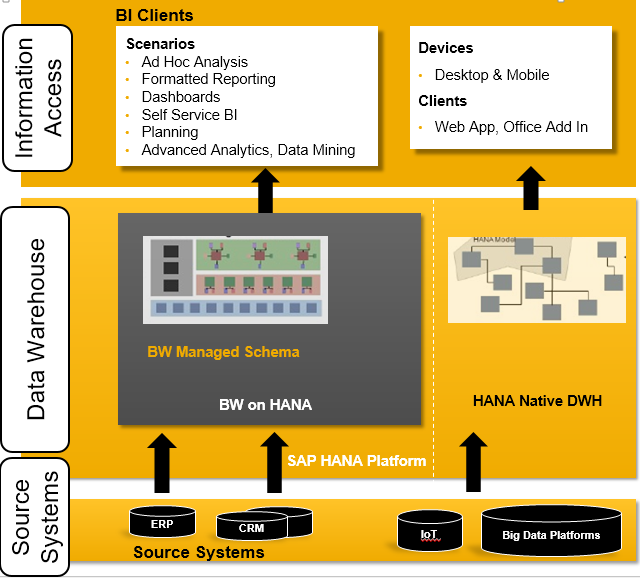 BI Clients
Information
Access
Scenarios
• Ad Hoc Analysis
• Formatted Reporting
• Dashboards
• Self Service BI
• Planning
• Advanced Analytics, Data Mining
Devices
• Desktop & Mobile
Clients
• Web App, Office Add In
Data Warehouse
BW Managed Schema
BW on HANA
HANA Model
HANA Native DWH
SAP HANA Platform
Source
Systems
ERP
CRM
IoT
Big Data Platforms
Source Systems